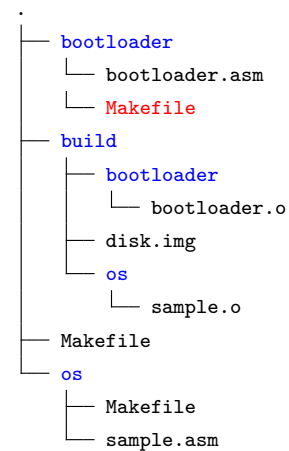 .
bootloader
bootloader.asm
Makefile
build
bootloader
bootloader.o
disk.img
os
sample.o
Makefile
os
Makefile
sample.asm